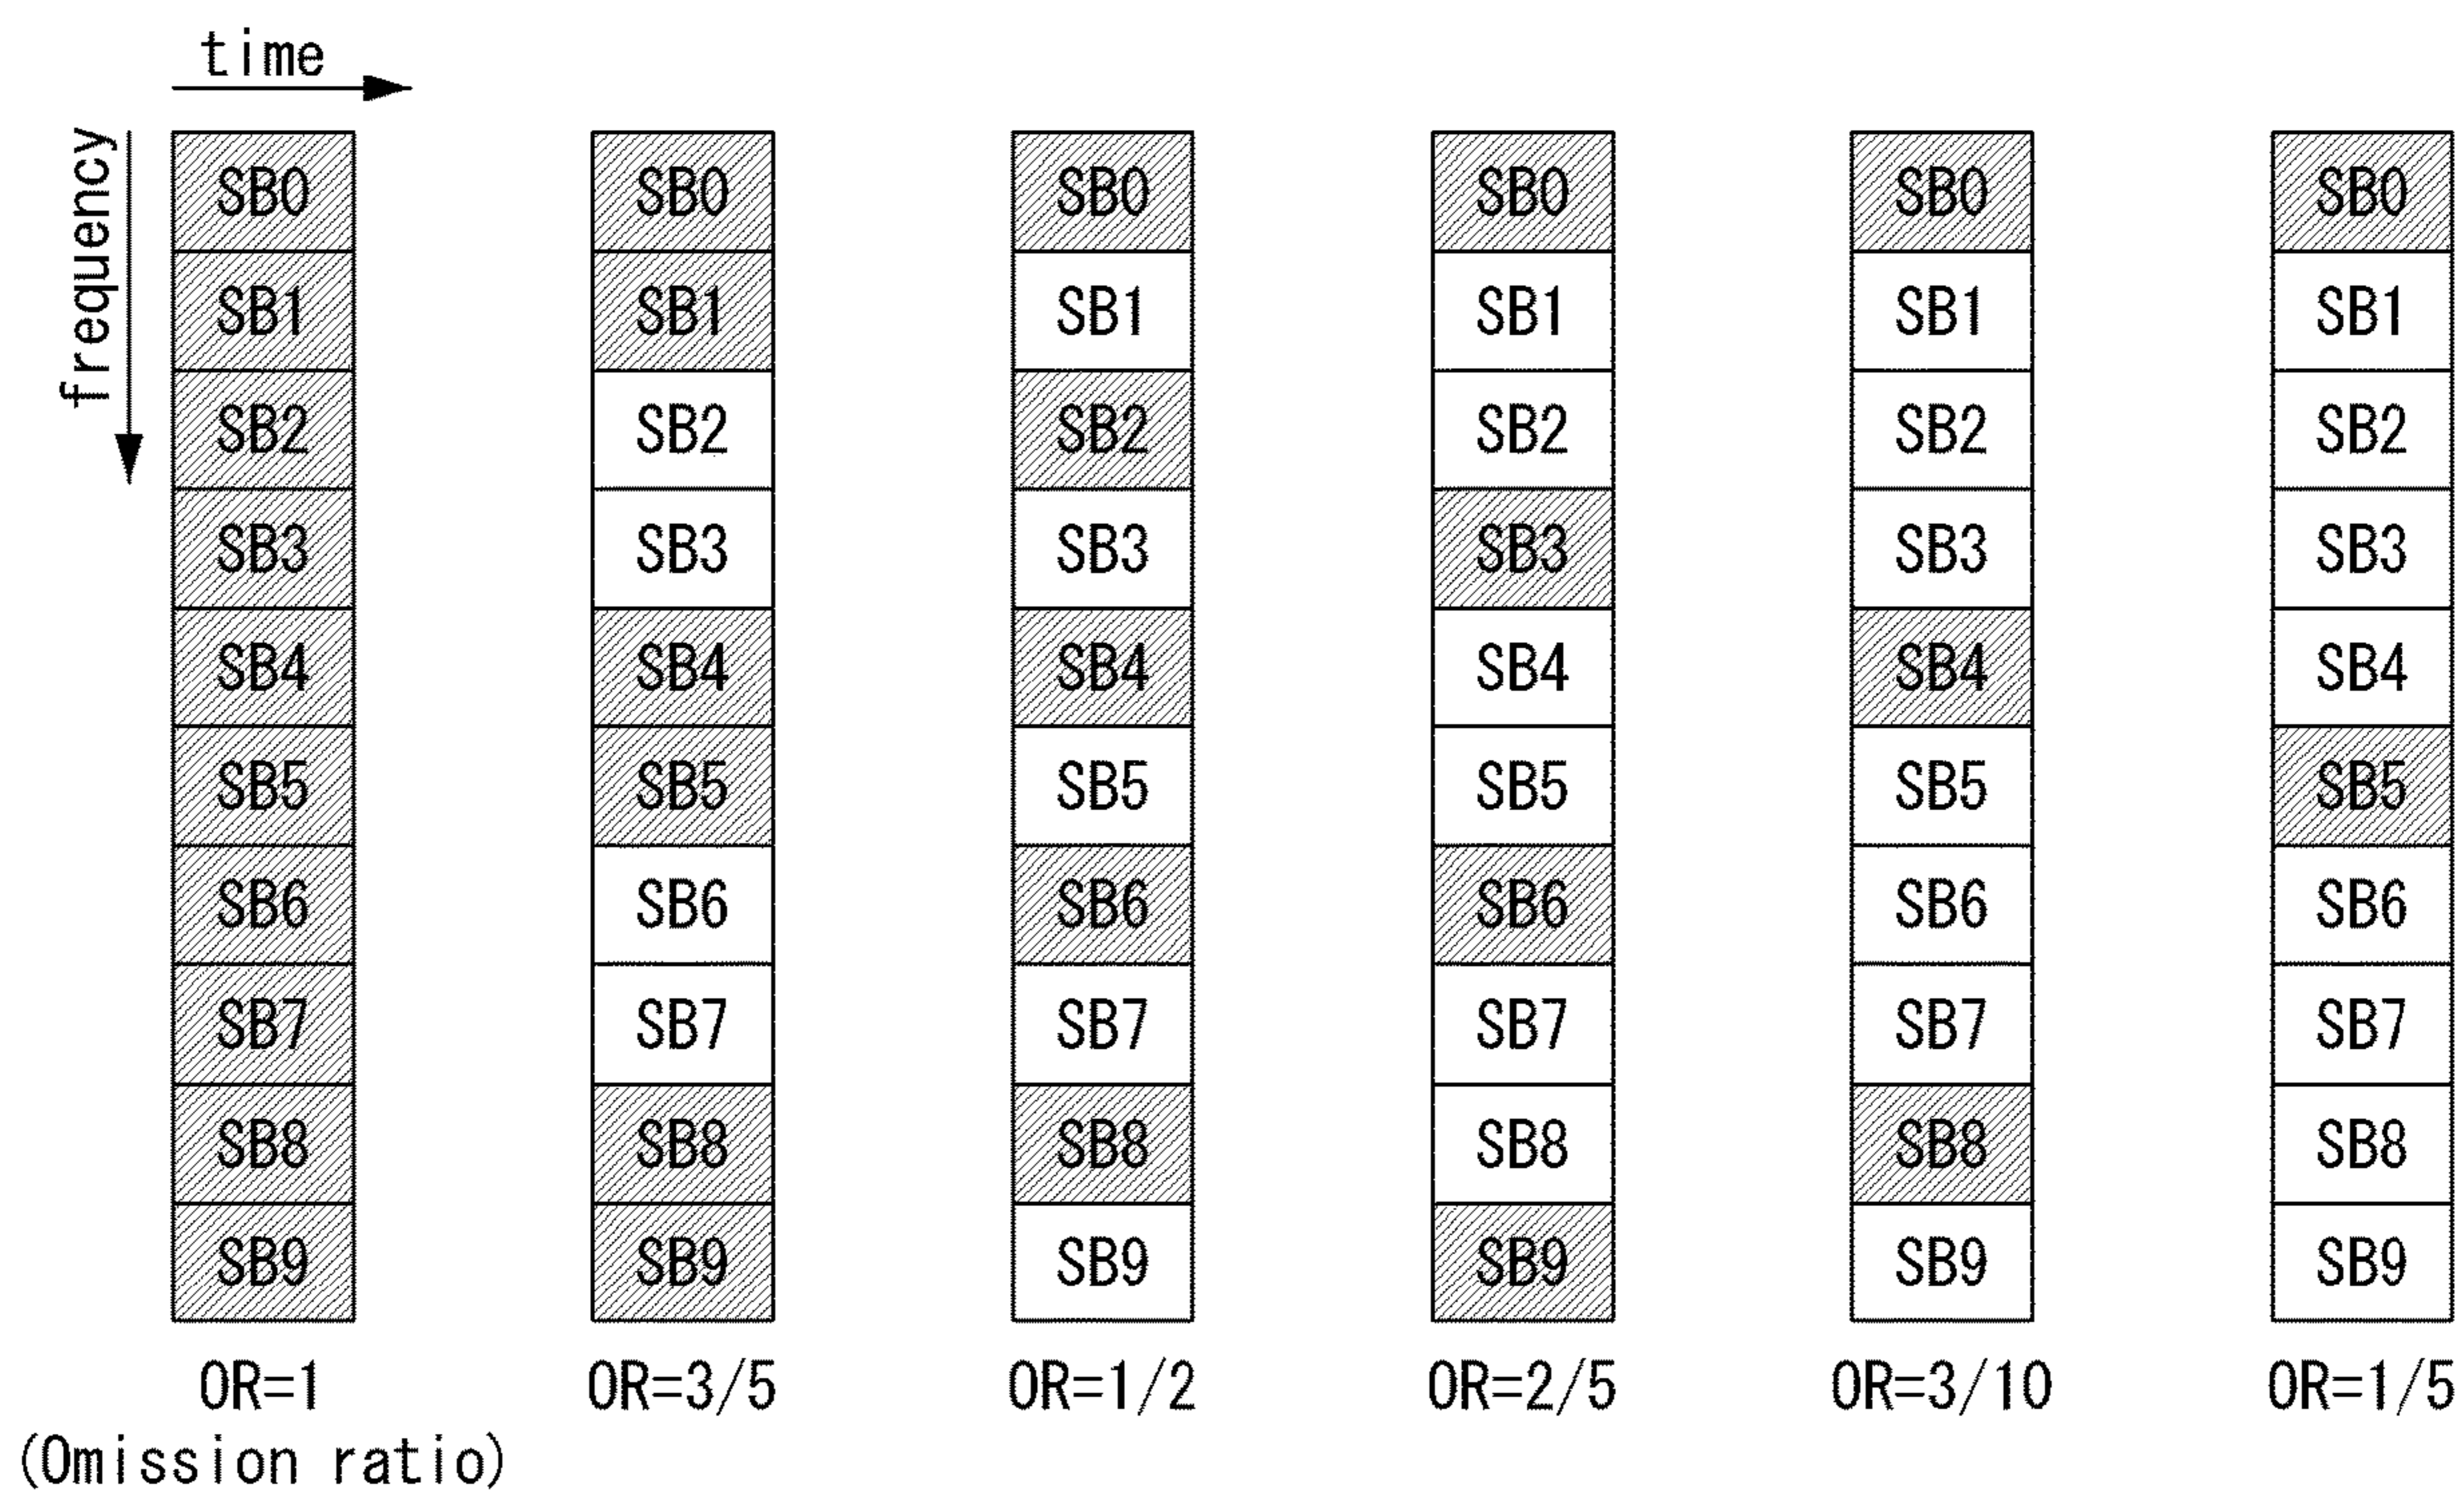 time
frequency
SB0 SB0 SB0 SB0 SB0 SB0
SB1 SB1 SB1 SB1 SB1 SB1
SB2 SB2 SB2 SB2 SB2 SB2
SB3 SB3 SB3 SB3 SB3 SB3
SB4 SB4 SB4 SB4 SB4 SB4
SB5 SB5 SB5 SB5 SB5 SB5
SB6 SB6 SB6 SB6 SB6 SB6
SB7 SB7 SB7 SB7 SB7 SB7
SB8 SB8 SB8 SB8 SB8 SB8
SB9 SB9 SB9 SB9 SB9 SB9
OR=1 OR=3/5 OR=1/2 OR=2/5 OR=3/10 OR=1/5
(Omission ratio)